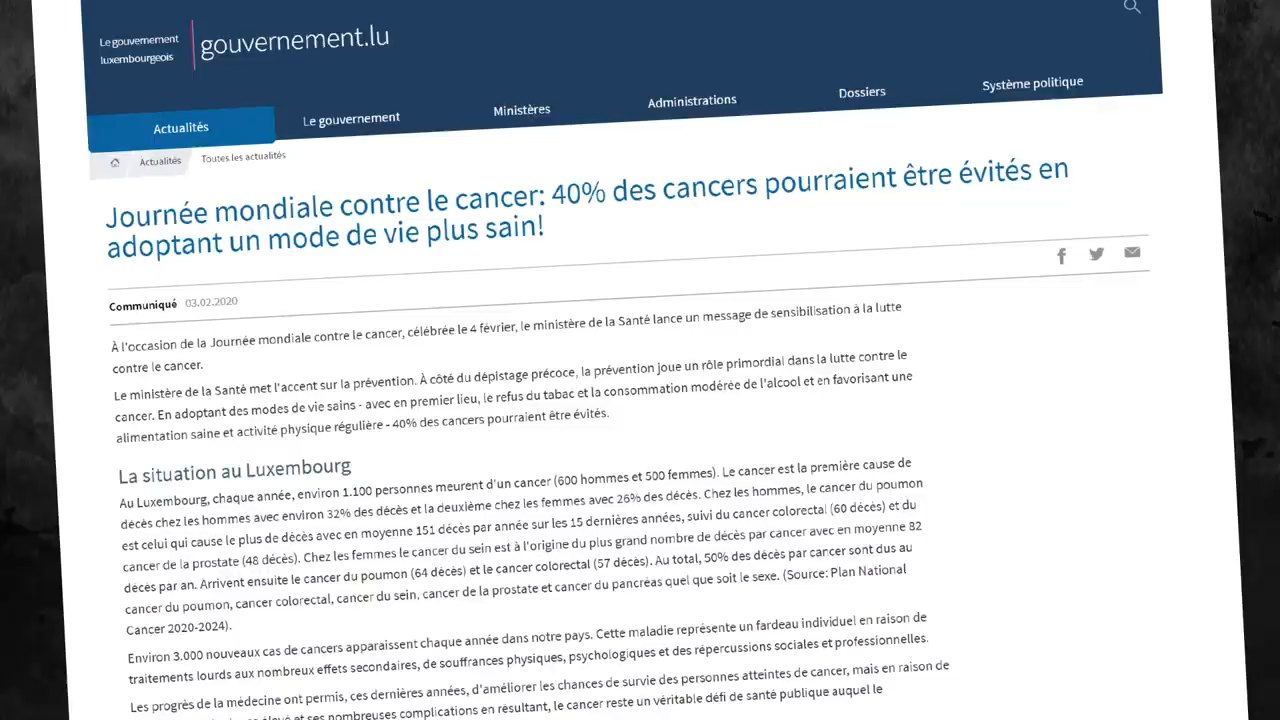 Le gouvernement
luxembourgeois
gouvernement.lu
Actualités
Le gouvernement
Ministères
Administrations
Dossiers
Système politique
Actualités
Toutes les actualités
Journée mondiale contre le cancer: 40% des cancers pourraient être évités en
adoptant un mode de vie plus sain!
Communiqué 03.02.2020
À l'occasion de la Journée mondiale contre le cancer, célébrée le 4 février, le ministère de la Santé lance un message de sensibilisation à la lutte
contre le cancer.
Le ministère de la Santé met l'accent sur la prévention. À côté du dépistage précoce, la prévention joue un rôle primordial dans la lutte contre le
cancer. En adoptant des modes de vie sains - avec en premier lieu, le refus du tabac et la consommation modérée de l'alcool et en favorisant une
alimentation saine et activité physique régulière - 40% des cancers pourraient être évités.
La situation au Luxembourg
Au Luxembourg, chaque année, environ 1.100 personnes meurent d'un cancer (600 hommes et 500 femmes). Le cancer est la première cause de
décès chez les hommes avec environ 32% des décès et la deuxième chez les femmes avec 26% des décès. Chez les hommes, le cancer du poumon
est celui qui cause le plus de décès avec en moyenne 151 décès par année sur les 15 dernières années, suivi du cancer colorectal (60 décès) et du
cancer de la prostate (48 décès). Chez les femmes le cancer du sein est à l'origine du plus grand nombre de décès par cancer avec en moyenne 82
décès par an. Arrivent ensuite le cancer du poumon (64 décès) et le cancer colorectal (57 décès). Au total, 50% des décès par cancer sont dus au
cancer du poumon, cancer colorectal, cancer du sein, cancer de la prostate et cancer du pancréas quel que soit le sexe. (Source: Plan National
Cancer 2020-2024).
Environ 3.000 nouveaux cas de cancers apparaissent chaque année dans notre pays. Cette maladie représente un fardeau individuel en raison de
traitements lourds aux nombreux effets secondaires, de souffrances physiques, psychologiques et des répercussions sociales et professionnelles.
Les progrès de la médecine ont permis, ces dernières années, d'améliorer les chances de survie des personnes atteintes de cancer, mais en raison de
et ses nombreuses complications en résultant, le cancer reste un véritable défi de santé publique auquel le